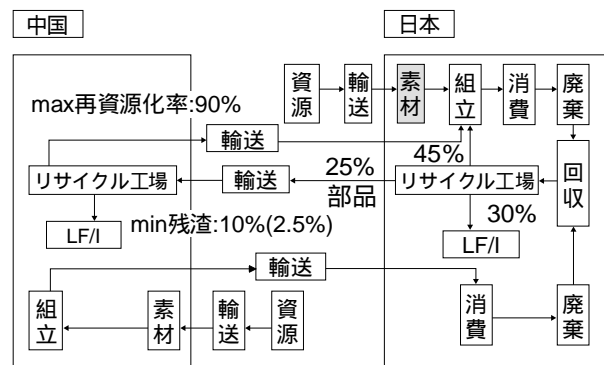 中国
日本
資源
輸送
素材
組立
消費
廃棄
max再資源化率:90%
輸送
45%
リサイクル工場
輸送
25%
部品
リサイクル工場
回収
30%
LF/I
min残渣:10%(2.5%)
LF/I
輸送
組立
素材
輸送
資源
消費
廃棄